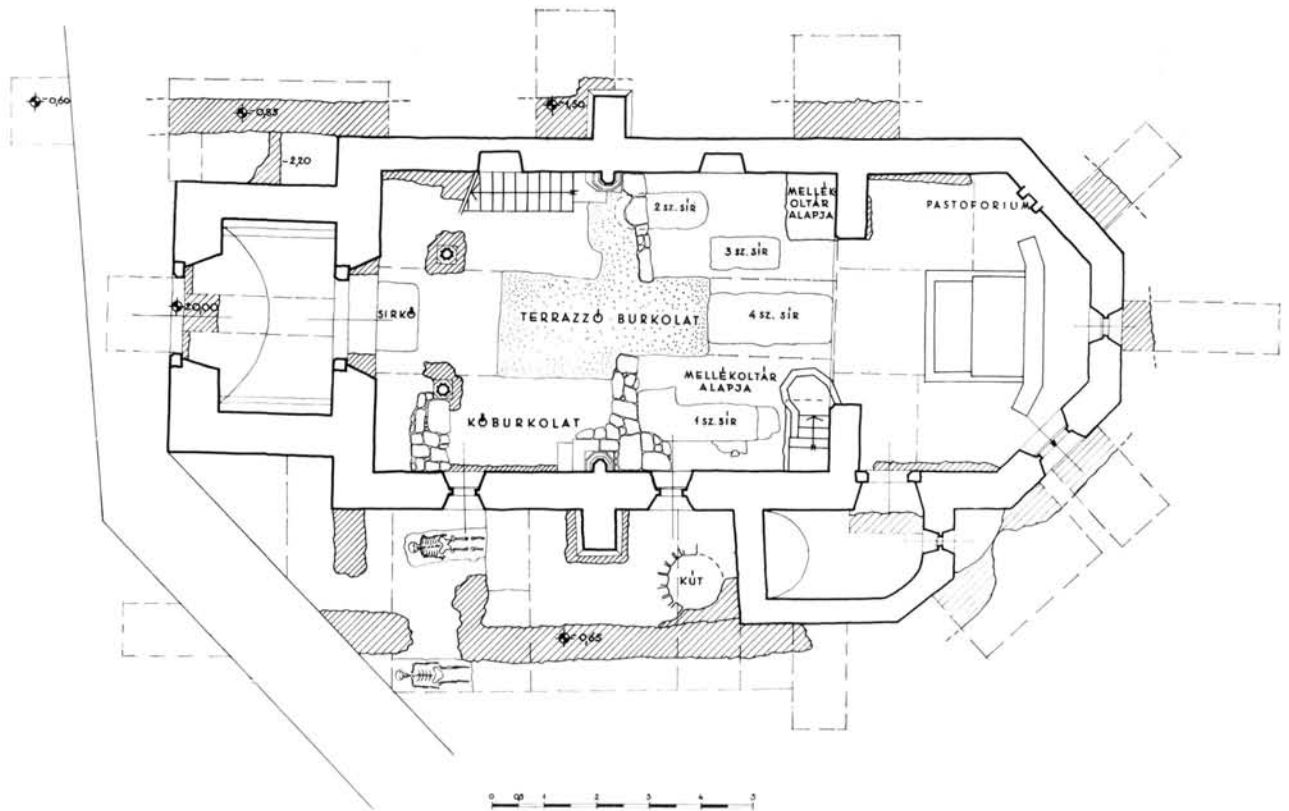 -0,60
-0,85
-1,50
-2,20
MELLÉK
OLTÁR
ALAPJA
PASTOFORIUM
2 SZ. SÍR
3 SZ. SÍR
±0,00
SIRKŐ
TERRAZZÓ BURKOLAT
4 SZ. SÍR
MELLÉKOLTÁR
ALAPJA
KŐBURKOLAT
1 SZ. SÍR
KÚT
-0,65
0 0,5 1 2 3 4 5